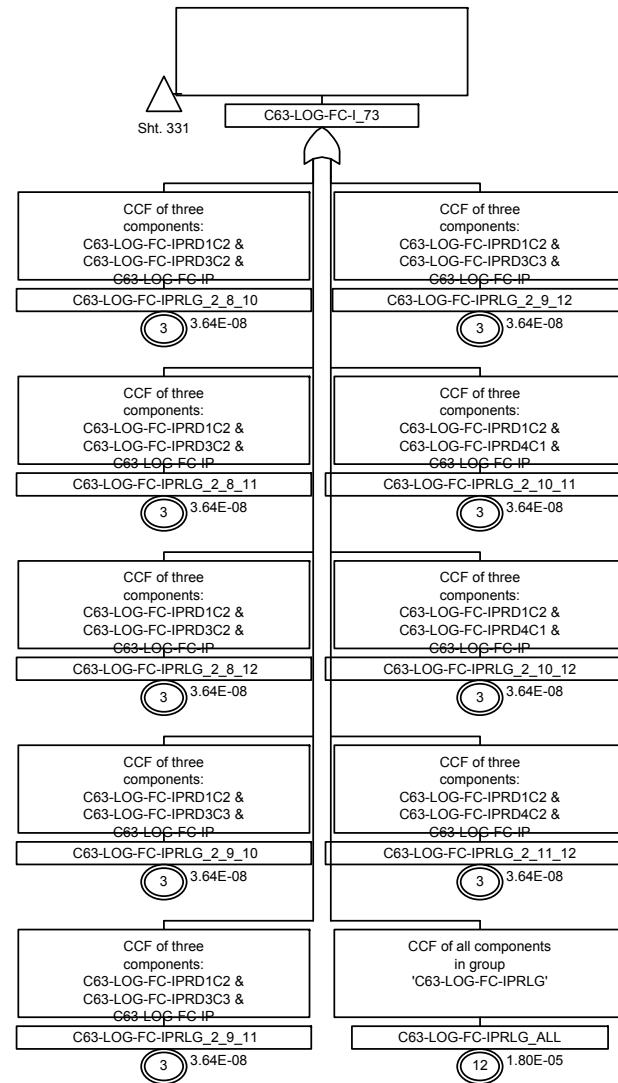 Sht. 331
C63-LOG-FC-I_73
CCF of three
components:
C63-LOG-FC-IPRD1C2 &
C63-LOG-FC-IPRD3C2 &
C63-LOG-FC-IP
C63-LOG-FC-IPRLG_2_8_10
3
3.64E-08
CCF of three
components:
C63-LOG-FC-IPRD1C2 &
C63-LOG-FC-IPRD3C3 &
C63-LOG-FC-IP
C63-LOG-FC-IPRLG_2_9_12
3
3.64E-08
CCF of three
components:
C63-LOG-FC-IPRD1C2 &
C63-LOG-FC-IPRD3C2 &
C63-LOG-FC-IP
C63-LOG-FC-IPRLG_2_8_11
3
3.64E-08
CCF of three
components:
C63-LOG-FC-IPRD1C2 &
C63-LOG-FC-IPRD4C1 &
C63-LOG-FC-IP
C63-LOG-FC-IPRLG_2_10_11
3
3.64E-08
CCF of three
components:
C63-LOG-FC-IPRD1C2 &
C63-LOG-FC-IPRD3C2 &
C63-LOG-FC-IP
C63-LOG-FC-IPRLG_2_8_12
3
3.64E-08
CCF of three
components:
C63-LOG-FC-IPRD1C2 &
C63-LOG-FC-IPRD4C1 &
C63-LOG-FC-IP
C63-LOG-FC-IPRLG_2_10_12
3
3.64E-08
CCF of three
components:
C63-LOG-FC-IPRD1C2 &
C63-LOG-FC-IPRD3C3 &
C63-LOG-FC-IP
C63-LOG-FC-IPRLG_2_9_10
3
3.64E-08
CCF of three
components:
C63-LOG-FC-IPRD1C2 &
C63-LOG-FC-IPRD4C2 &
C63-LOG-FC-IP
C63-LOG-FC-IPRLG_2_11_12
3
3.64E-08
CCF of three
components:
C63-LOG-FC-IPRD1C2 &
C63-LOG-FC-IPRD3C3 &
C63-LOG-FC-IP
C63-LOG-FC-IPRLG_2_9_11
3
3.64E-08
CCF of all components
in group
'C63-LOG-FC-IPRLG'
C63-LOG-FC-IPRLG_ALL
12
1.80E-05